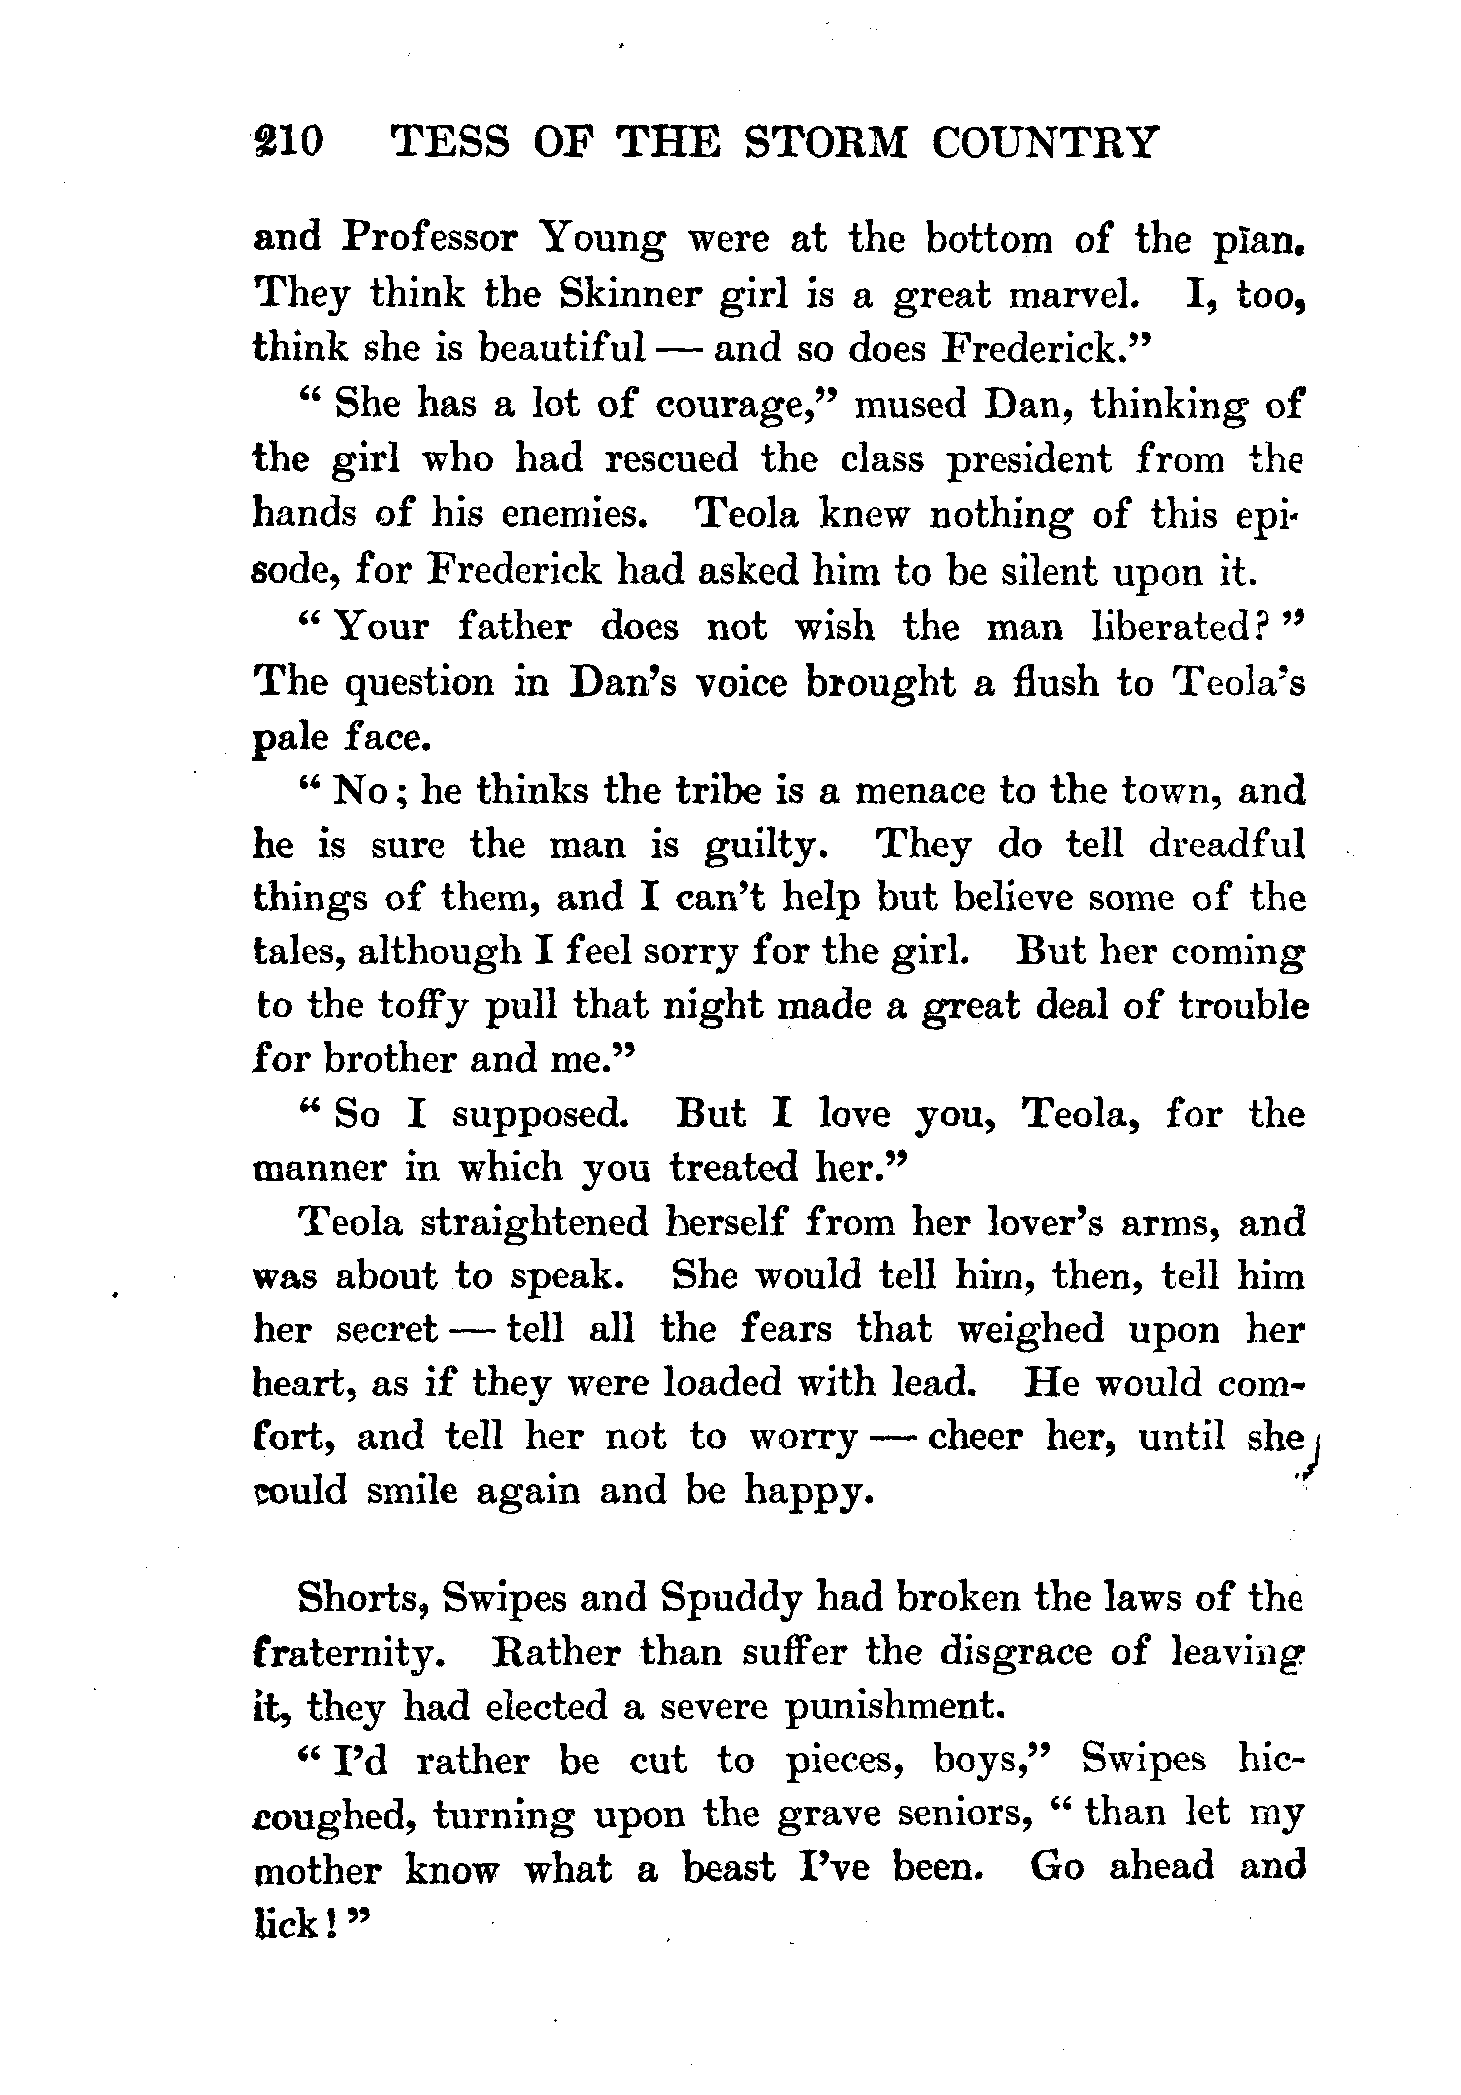 210 TESS OF THE STORM COUNTRY
and Professor Young were at the bottom of the plan.
They think the Skinner girl is a great marvel. I, too,
think she is beautiful — and so does Frederick.”
“ She has a lot of courage,” mused Dan, thinking of
the girl who had rescued the class president from the
hands of his enemies. Teola knew nothing of this epi-
sode, for Frederick had asked him to be silent upon it.
“ Your father does not wish the man liberated? ”
The question in Dan’s voice brought a flush to Teola’s
pale face.
“ No ; he thinks the tribe is a menace to the town, and
he is sure the man is guilty. They do tell dreadful
things of them, and I can’t help but believe some of the
tales, although I feel sorry for the girl. But her coming
to the toffy pull that night made a great deal of trouble
for brother and me.”
“ So I supposed. But I love you, Teola, for the
manner in which you treated her.”
Teola straightened herself from her lover’s arms, and
was about to speak. She would tell him, then, tell him
her secret — tell all the fears that weighed upon her
heart, as if they were loaded with lead. He would com-
fort, and tell her not to worry — cheer her, until she
could smile again and be happy.
Shorts, Swipes and Spuddy had broken the laws of the
fraternity. Rather than suffer the disgrace of leaving
it, they had elected a severe punishment.
“ I’d rather be cut to pieces, boys,” Swipes hic-
coughed, turning upon the grave seniors, “ than let my
mother know what a beast I’ve been. Go ahead and
lick ! ”